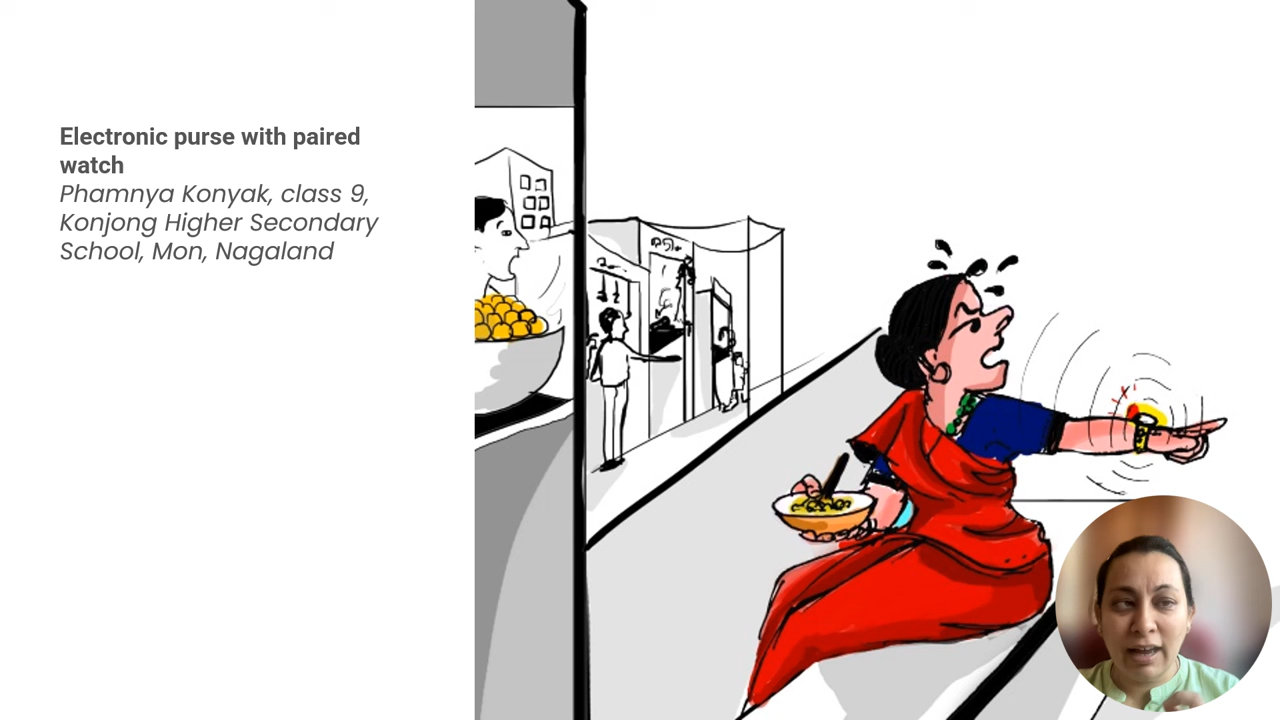 Electronic purse with paired
watch
Phamnya Konyak, class 9,
Konjong Higher Secondary
School, Mon, Nagaland